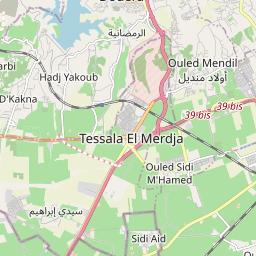 الرمضانية
Ouled Mendil
أولاد منديل
Hadj Yakoub
D'Kakna
39 bis
39 bis
Tessala El Merdja
Ouled Sidi
M'Hamed
سيدي إبراهيم
Sidi Aid